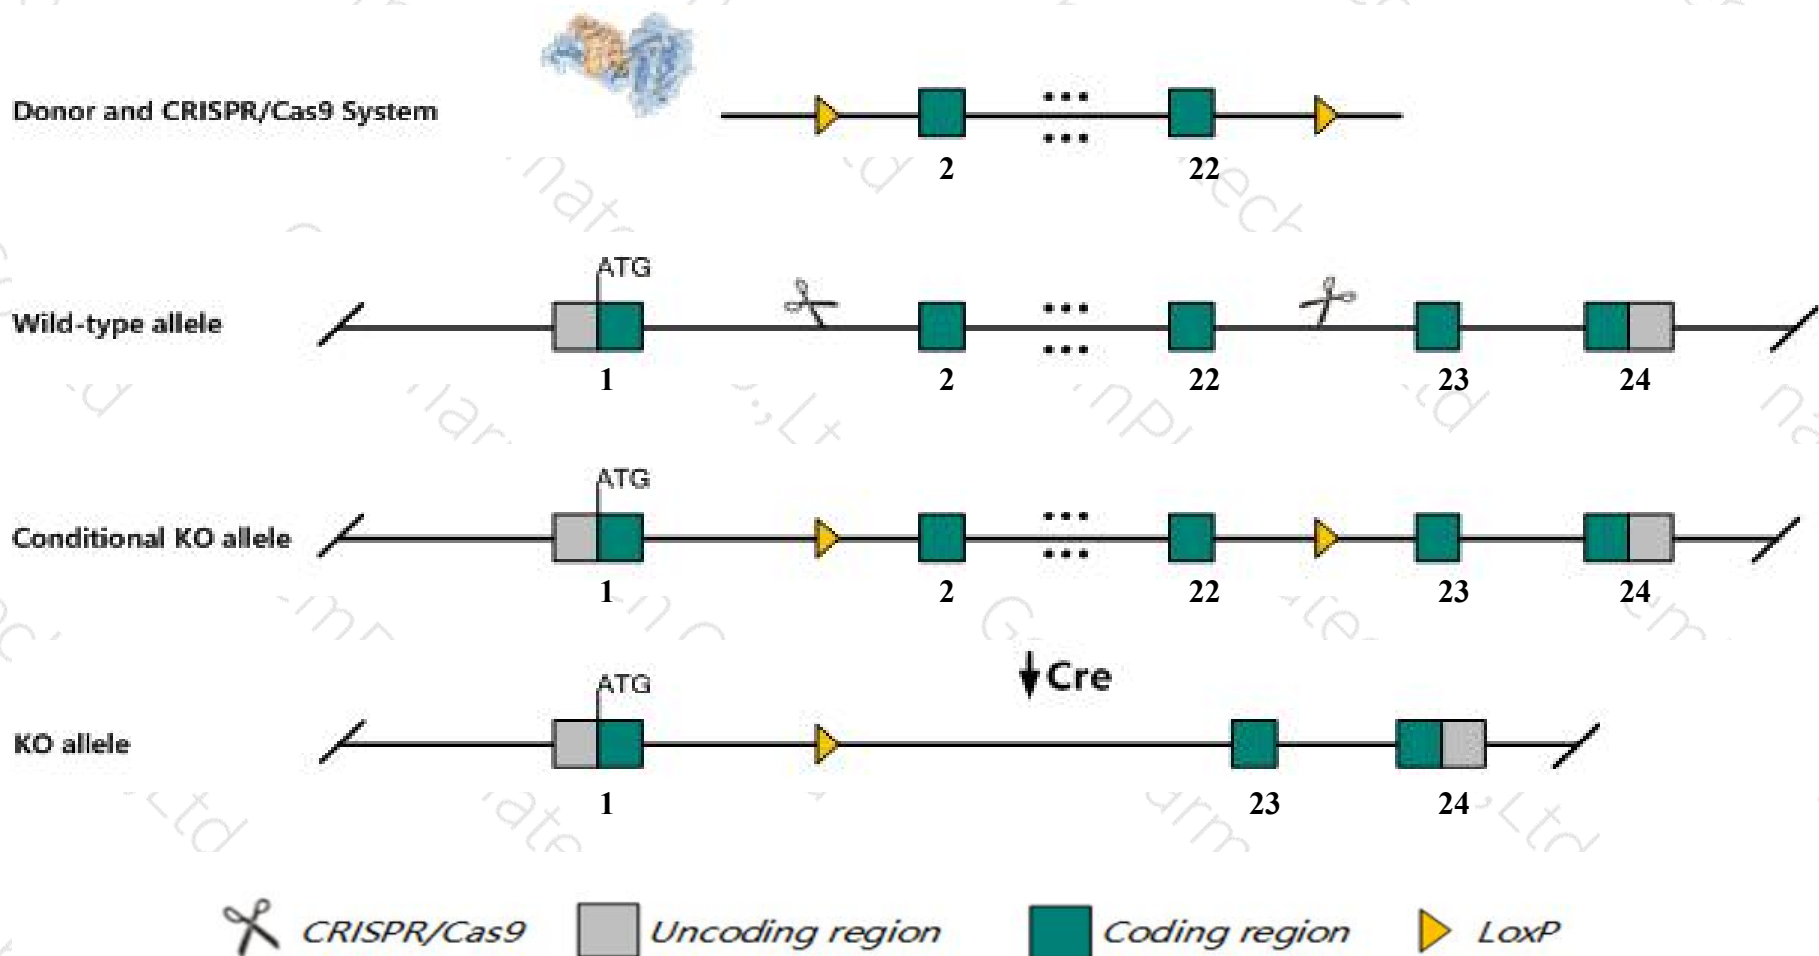 Donor and CRISPR/Cas9 System
2 22
ATG
Wild-type allele
1 2 22 23 24
ATG
Conditional KO allele
1 2 22 23 24
Cre
ATG
KO allele
1 23 24
CRISPR/Cas9 Uncoding region Coding region LoxP